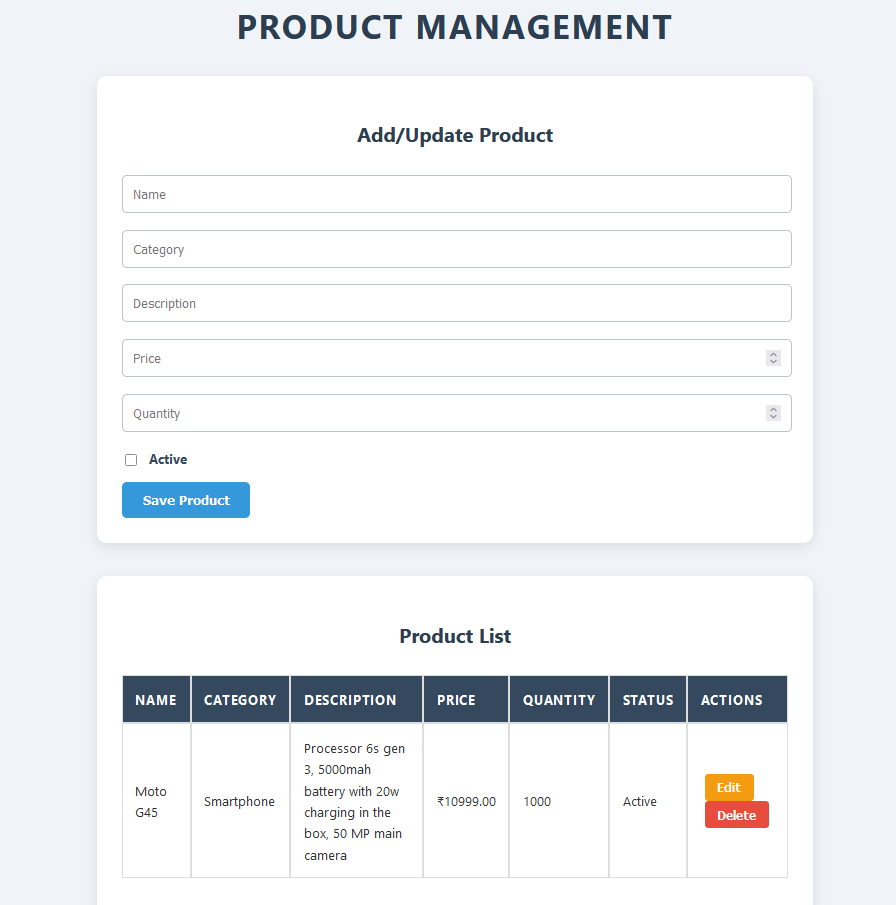 PRODUCT MANAGEMENT
Add/Update Product
Name
Category
Description
Price
Quantity
Active
Save Product
Product List
NAME CATEGORY DESCRIPTION PRICE QUANTITY STATUS ACTIONS
Moto
G45
Smartphone
Processor 6s gen
3, 5000mah
battery with 20w
charging in the
box, 50 MP main
camera
₹10999.00
1000
Active
Edit
Delete